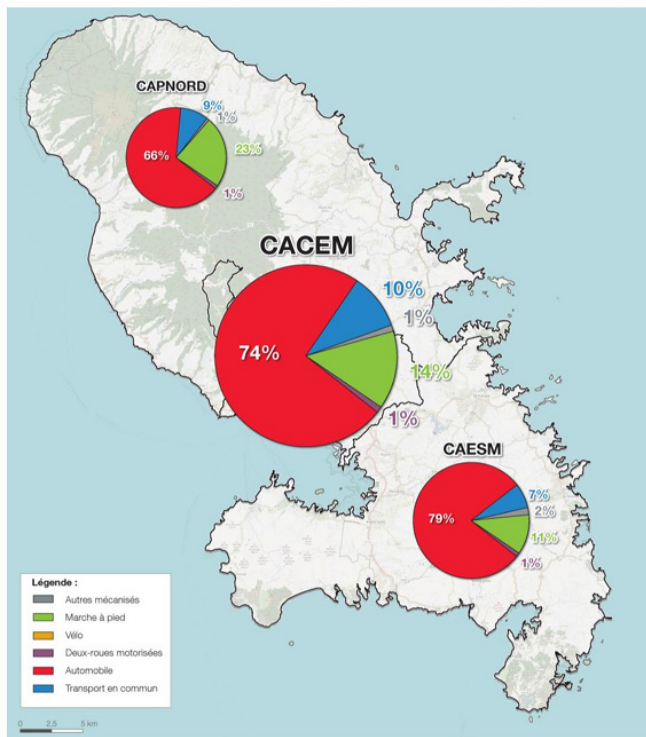 CAPNORD
9%
1%
66%
23%
1%
CACEM
10%
1%
74%
14%
1%
CAESM
7%
2%
79%
11%
1%
Légende :
Autres mécanisés
Marche à pied
Vélo
Deux-roues motorisées
Automobile
Transport en commun
0 2,5 5 km